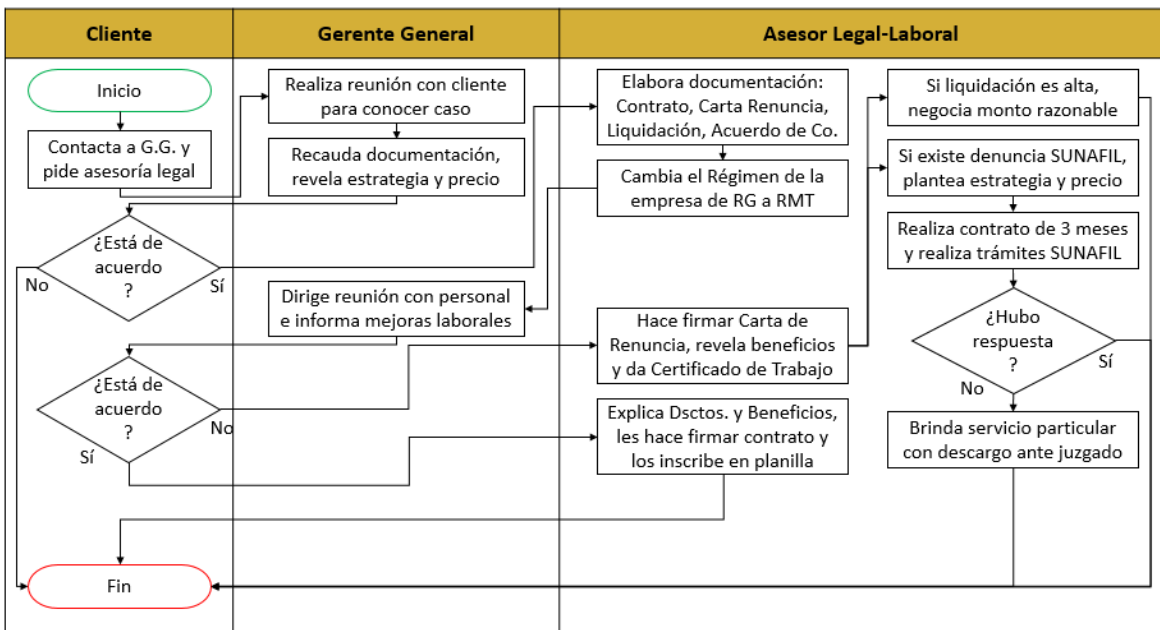 Cliente
Gerente General
Asesor Legal-Laboral
Inicio
Contacta a G.G. y
pide asesoría legal
¿Está de
acuerdo
?
No
Sí
¿Está de
acuerdo
?
No
Sí
Fin
Realiza reunión con cliente
para conocer caso
Recauda documentación,
revela estrategia y precio
Dirige reunión con personal
e informa mejoras laborales
Elabora documentación:
Contrato, Carta Renuncia,
Liquidación, Acuerdo de Co.
Cambia el Régimen de la
empresa de RG a RMT
Hace firmar Carta de
Renuncia, revela beneficios
y da Certificado de Trabajo
Explica Dsctos. y Beneficios,
les hace firmar contrato y
los inscribe en planilla
Si liquidación es alta,
negocia monto razonable
Si existe denuncia SUNAFIL,
plantea estrategia y precio
Realiza contrato de 3 meses
y realiza trámites SUNAFIL
¿Hubo
respuesta
?
Sí
No
Brinda servicio particular
con descargo ante juzgado